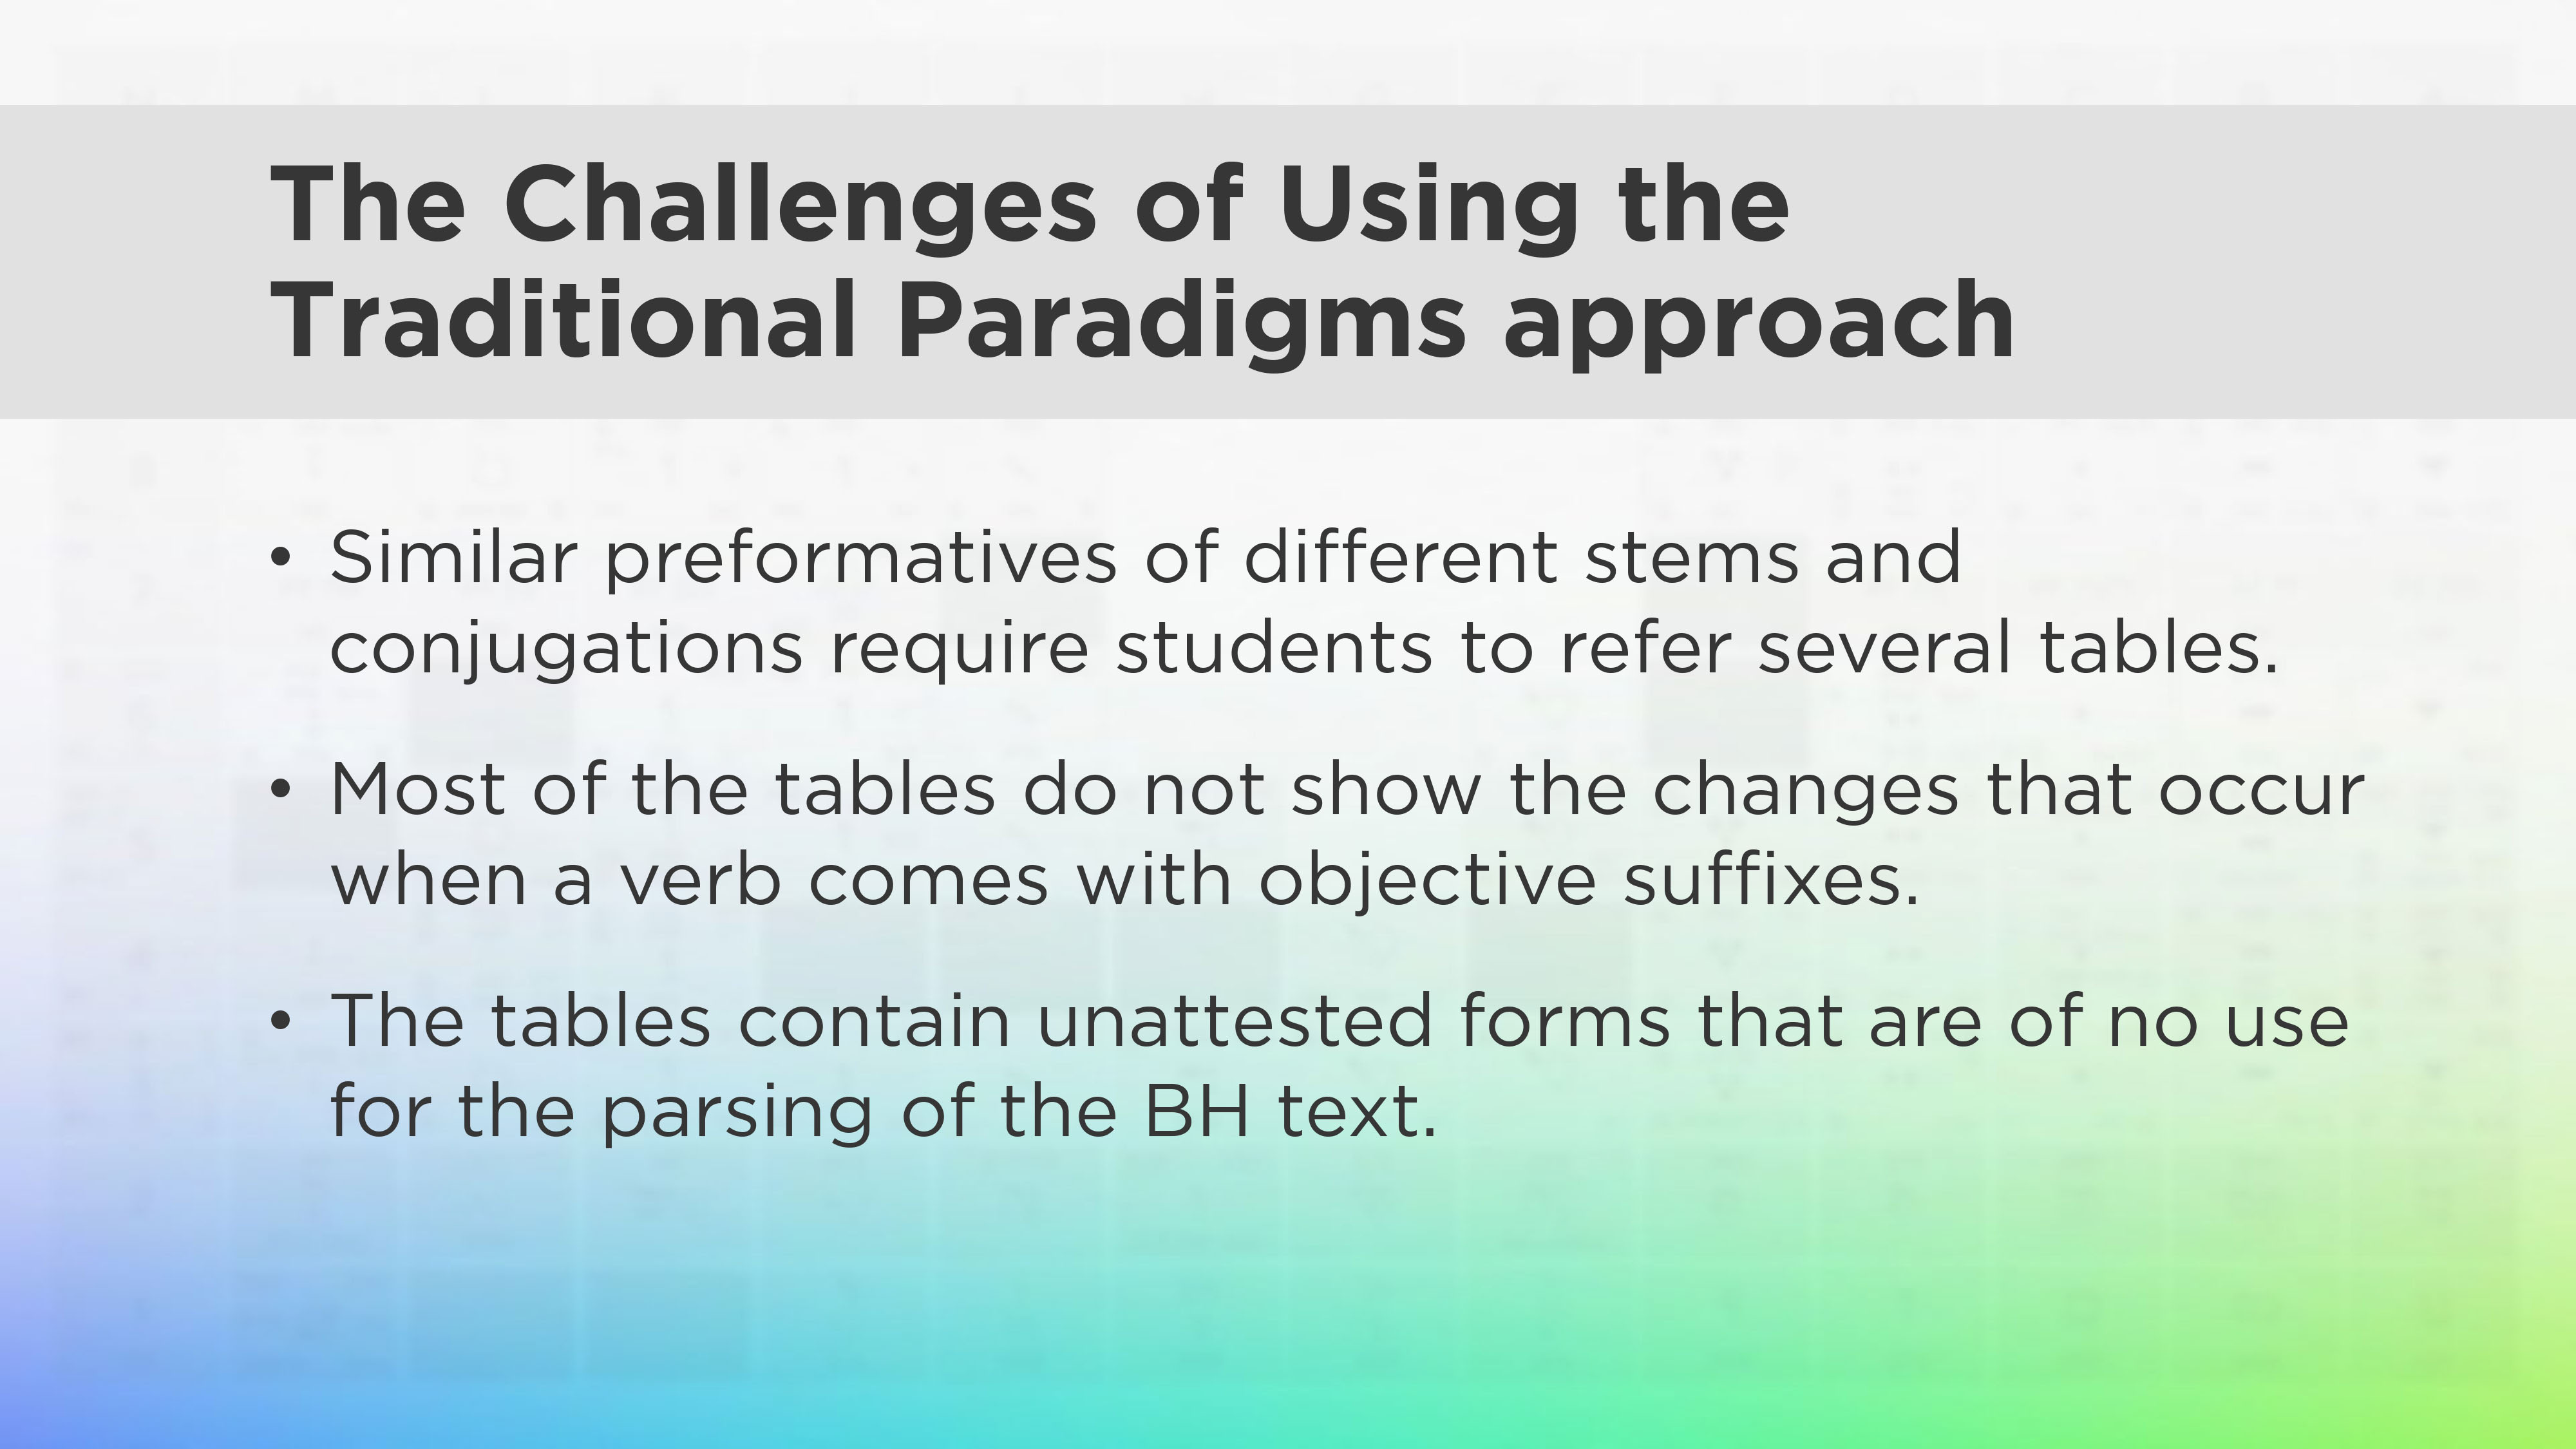 The Challenges of Using the
Traditional Paradigms approach
• Similar preformatives of different stems and
conjugations require students to refer several tables.
• Most of the tables do not show the changes that occur
when a verb comes with objective suffixes.
• The tables contain unattested forms that are of no use
for the parsing of the BH text.